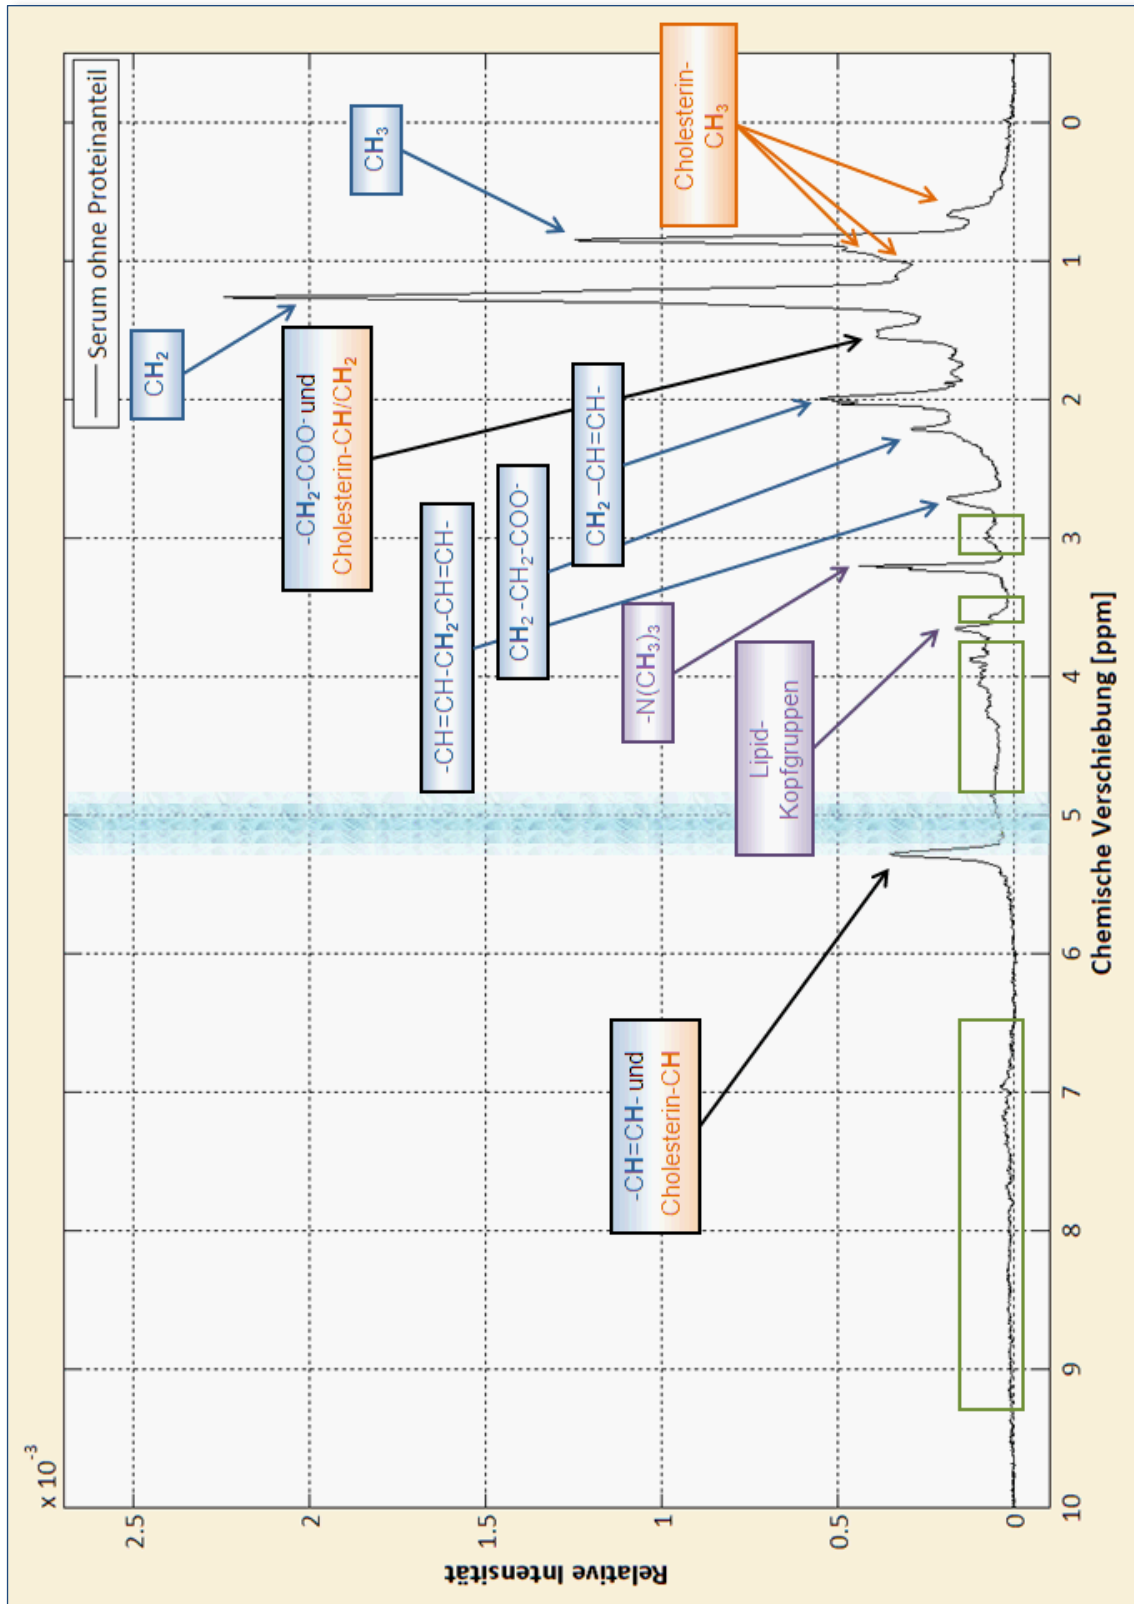 x 10⁻³
— Serum ohne Proteinanteil
Relative Intensität
2.5
2
1.5
1
0.5
0
CH₂
CH₃
-CH₂-COO⁻ und
Cholesterin-CH/CH₂
-CH=CH-CH₂-CH=CH-
CH₂-CH₂-COO⁻
CH₂–CH=CH-
-N(CH₃)₃
Lipid-
Kopfgruppen
Cholesterin-
CH₃
-CH=CH- und
Cholesterin-CH
10
9
8
7
6
5
4
3
2
1
0
Chemische Verschiebung [ppm]